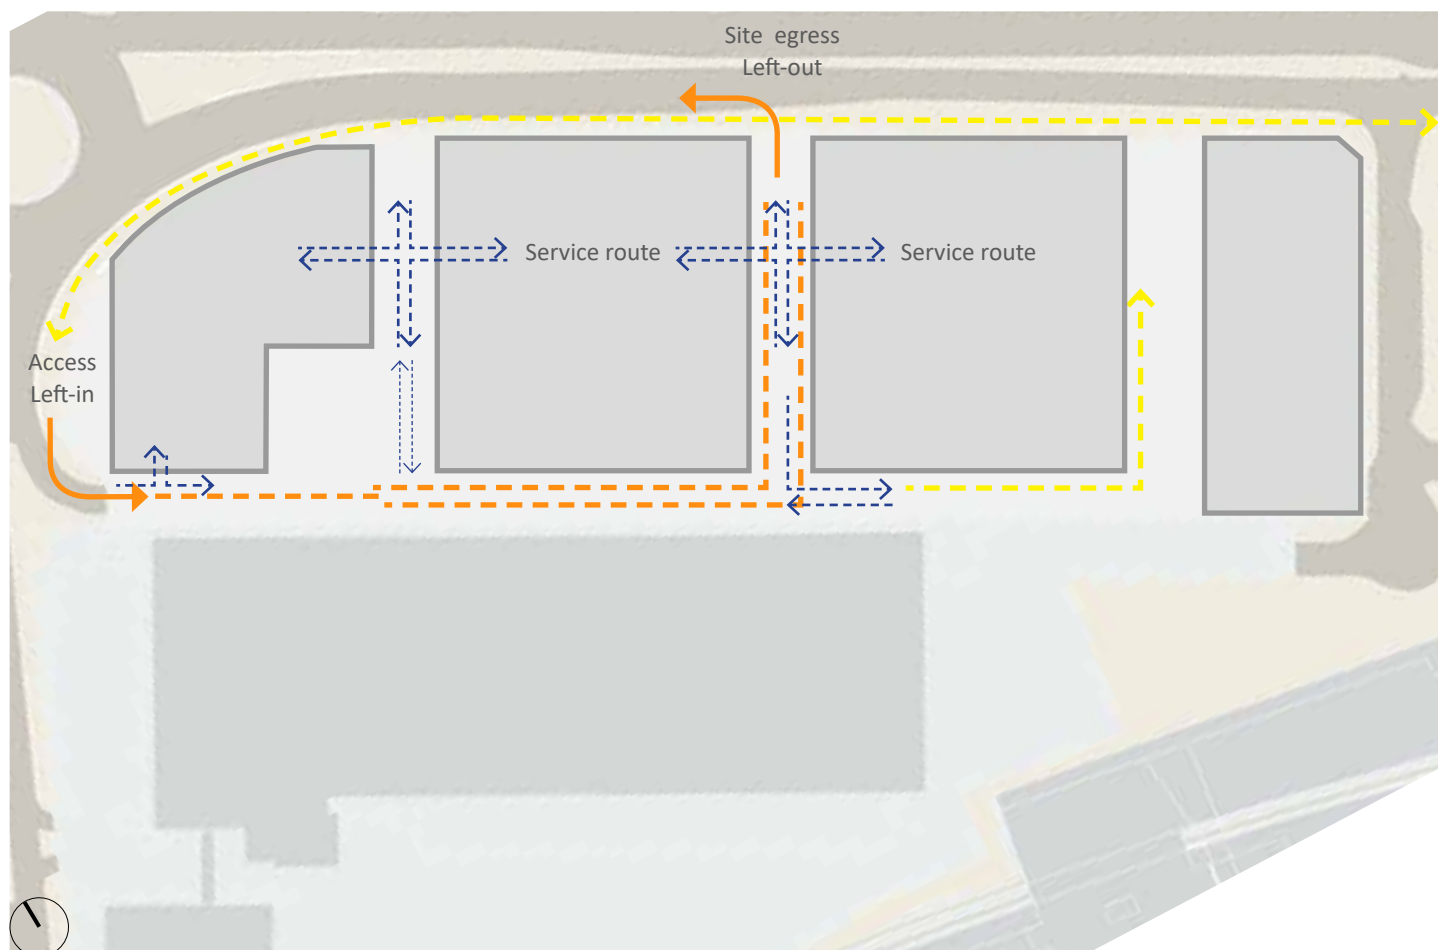 Site egress
Left-out
Service route
Service route
Access
Left-in